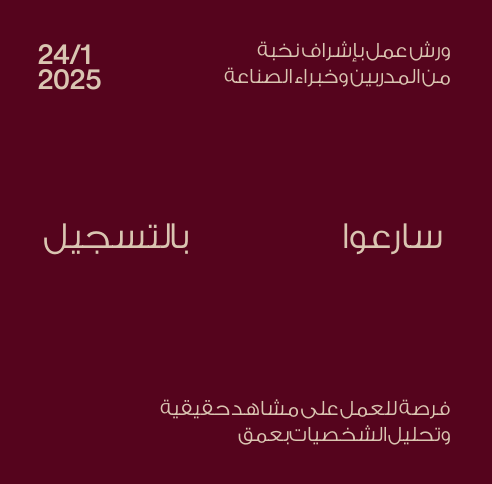 ورش عمل بإشراف نخبة
من المدربين وخبراء الصناعة
24/1
2025
سارعوا بالتسجيل
فرصة للعمل على مشاهد حقيقية
وتحليل الشخصيات بعمق